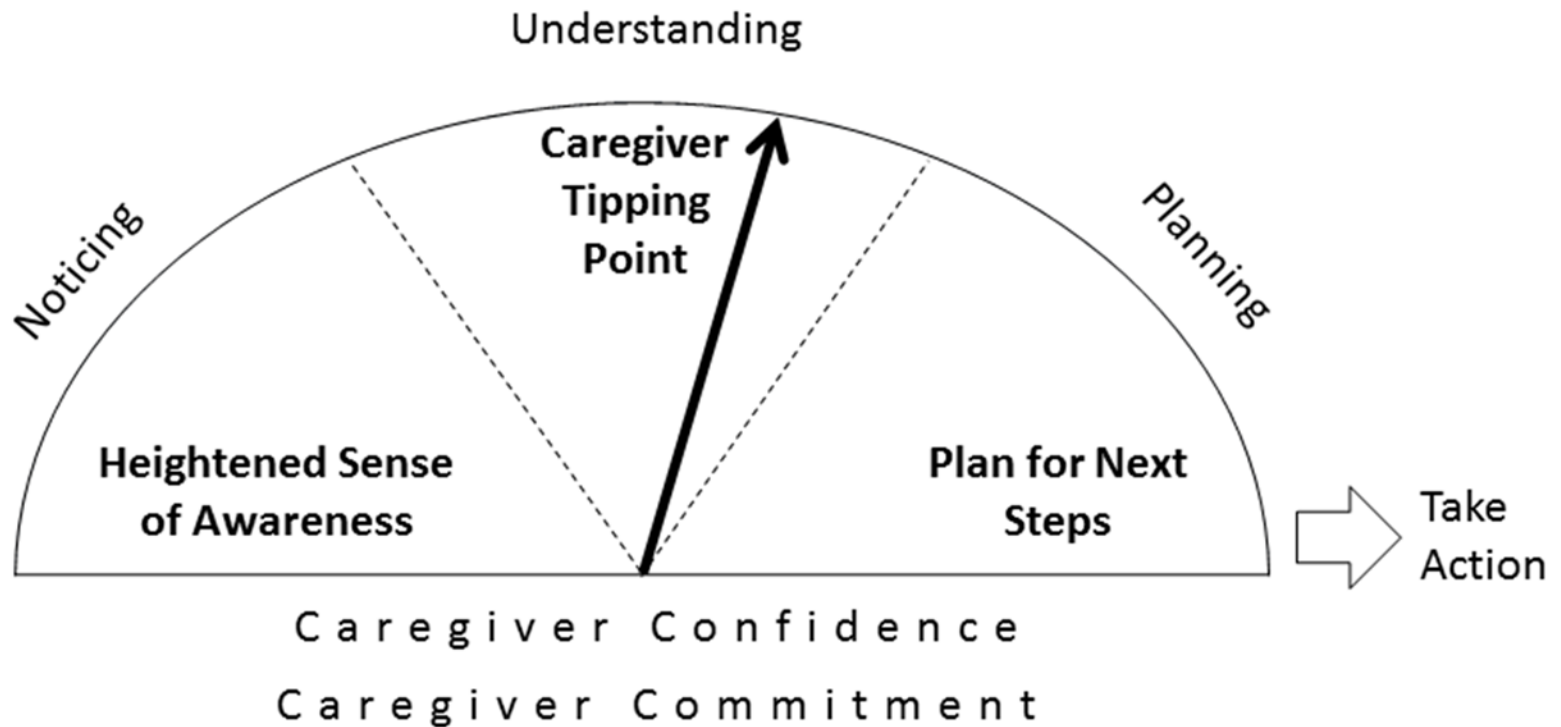 Understanding
Caregiver
Tipping
Point
Noticing
Planning
Heightened Sense
of Awareness
Plan for Next
Steps
Take
Action
Caregiver Confidence
Caregiver Commitment